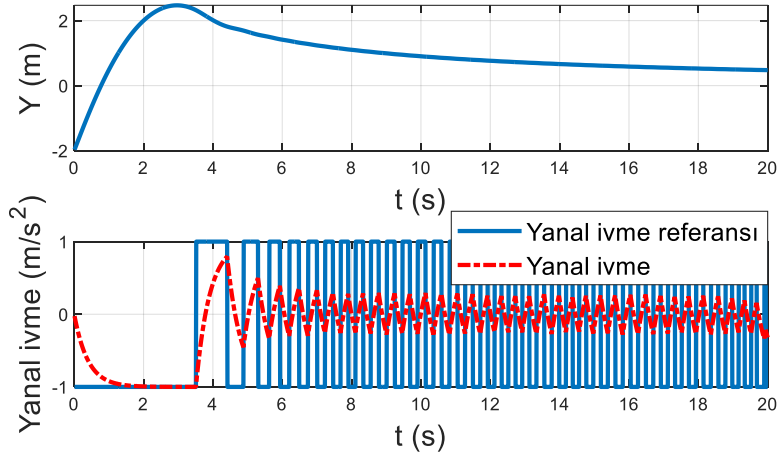 Y (m)
2
0
-2
0 2 4 6 8 10 12 14 16 18 20
t (s)
Yanal ivme (m/s²)
Yanal ivme referansı
Yanal ivme
1
0
-1
0 2 4 6 8 10 12 14 16 18 20
t (s)